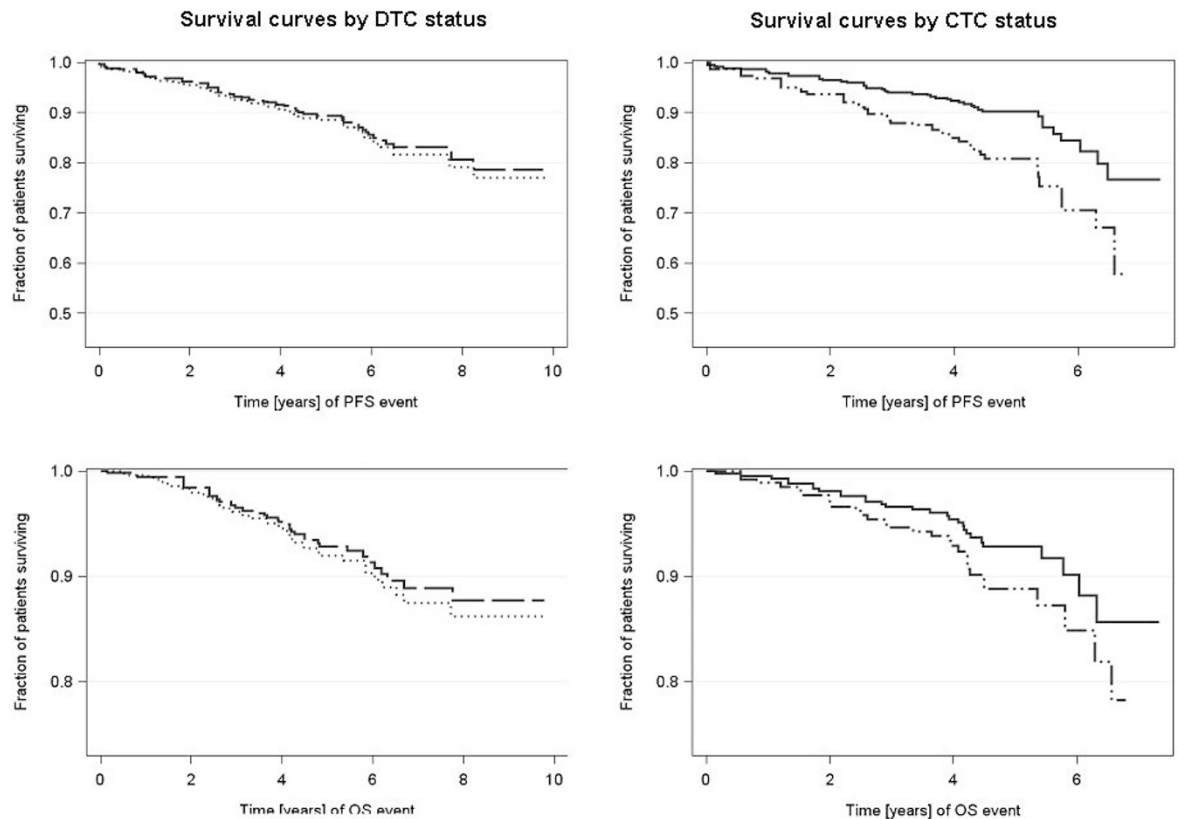 Survival curves by DTC status
Fraction of patients surviving
1.0
0.9
0.8
0.7
0.6
0.5
0 2 4 6 8 10
Time [years] of PFS event
Survival curves by CTC status
Fraction of patients surviving
1.0
0.9
0.8
0.7
0.6
0.5
0 2 4 6
Time [years] of PFS event
Fraction of patients surviving
1.0
0.9
0.8
0 2 4 6 8 10
Time [years] of OS event
Fraction of patients surviving
1.0
0.9
0.8
0 2 4 6
Time [years] of OS event